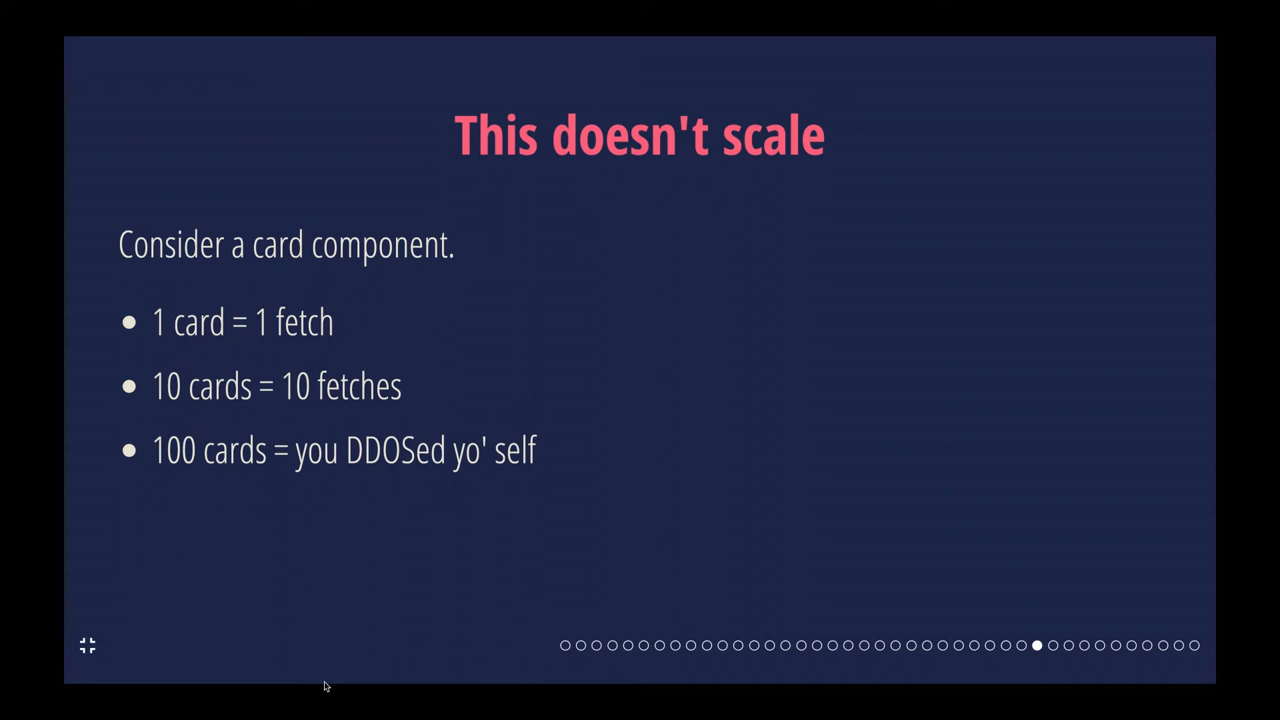 This doesn't scale
Consider a card component.
1 card = 1 fetch
10 cards = 10 fetches
100 cards = you DDOSed yo' self